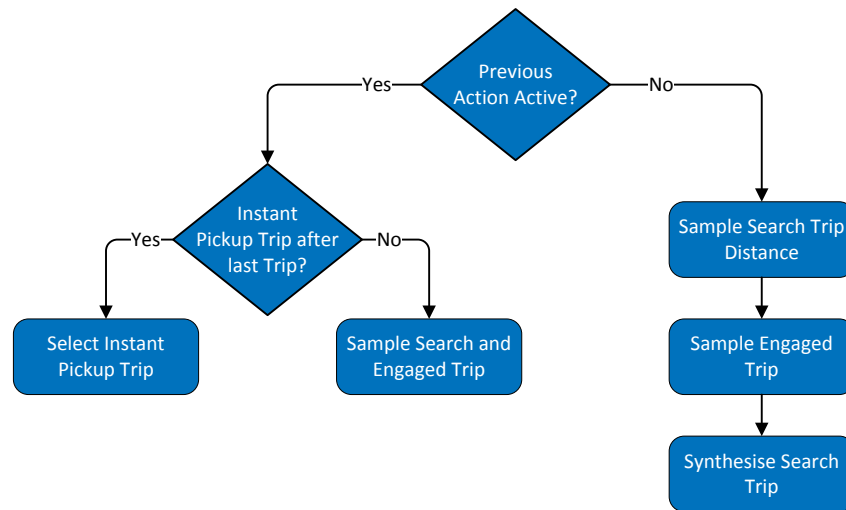 Previous
Action Active?
Yes
No
Instant
Pickup Trip after
last Trip?
Yes
No
Sample Search Trip
Distance
Select Instant
Pickup Trip
Sample Search and
Engaged Trip
Sample Engaged
Trip
Synthesise Search
Trip